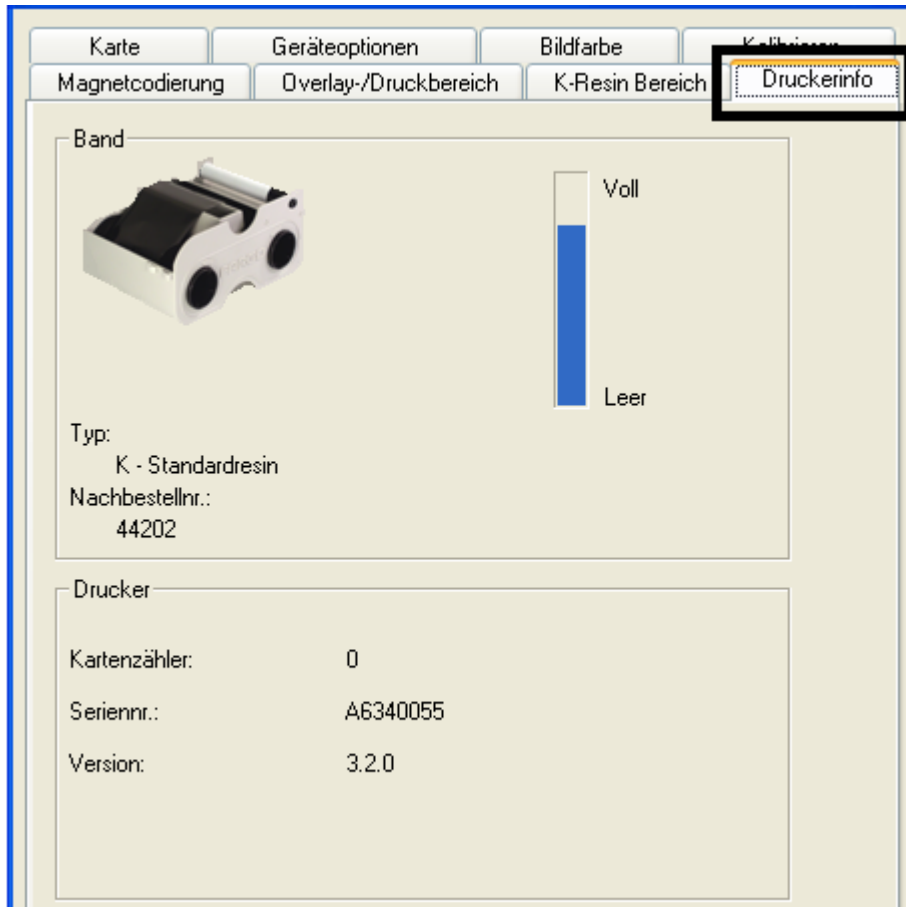 Karte Geräteoptionen Bildfarbe Kalibrieren
Magnetcodierung Overlay-/Druckbereich K-Resin Bereich Druckerinfo
Band
Voll
Leer
Typ:
K - Standardresin
Nachbestellnr.:
44202
Drucker
Kartenzähler: 0
Seriennr.: A6340055
Version: 3.2.0